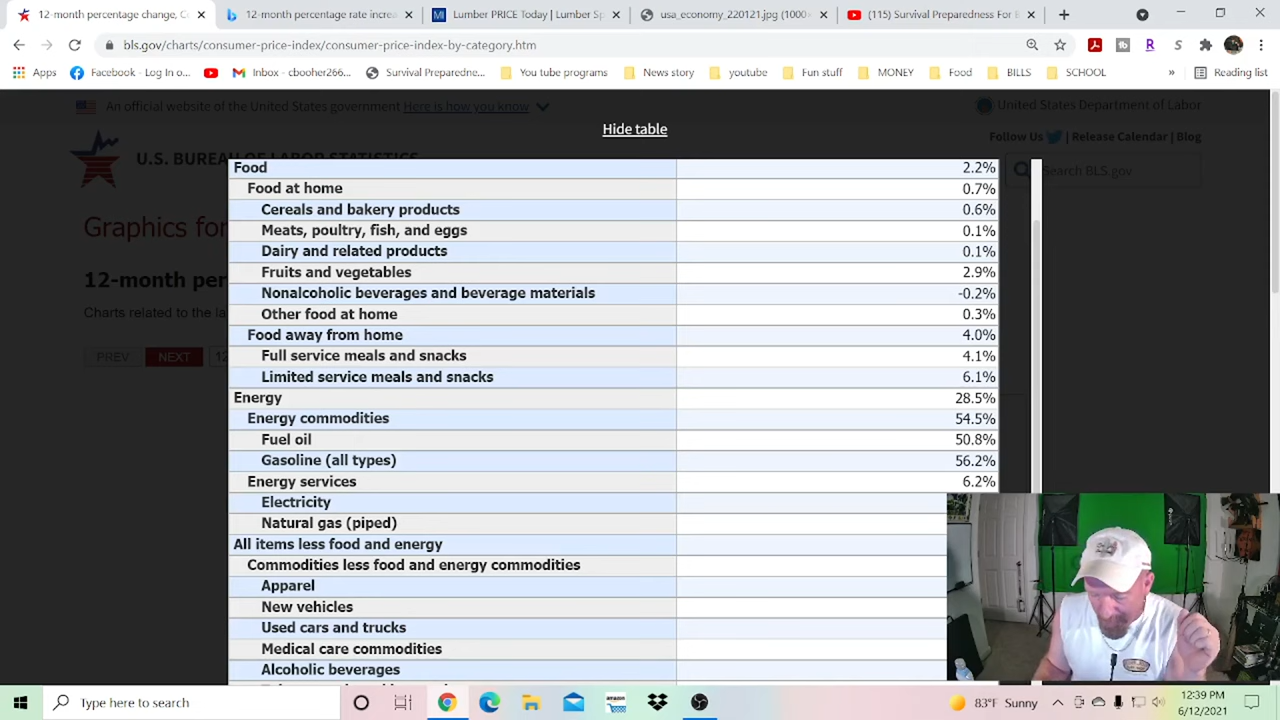 12-month percentage change, C
12-month percentage rate increa
Lumber PRICE Today | Lumber Sp
usa_economy_220121.jpg (1000×
(115) Survival Preparedness For B
bls.gov/charts/consumer-price-index/consumer-price-index-by-category.htm
Apps
Facebook - Log In o...
Inbox - cbooher266...
Survival Preparedne...
You tube programs
News story
youtube
Fun stuff
MONEY
Food
BILLS
SCHOOL
»
Reading list
An official website of the United States government Here is how you know
United States Department of Labor
Hide table
Follow Us | Release Calendar | Blog
U.S. BUREAU OF LABOR STATISTICS
Search BLS.gov
Graphics for
12-month per
Charts related to the la
PREV
NEXT
12
Food 2.2%
Food at home 0.7%
Cereals and bakery products 0.6%
Meats, poultry, fish, and eggs 0.1%
Dairy and related products 0.1%
Fruits and vegetables 2.9%
Nonalcoholic beverages and beverage materials -0.2%
Other food at home 0.3%
Food away from home 4.0%
Full service meals and snacks 4.1%
Limited service meals and snacks 6.1%
Energy 28.5%
Energy commodities 54.5%
Fuel oil 50.8%
Gasoline (all types) 56.2%
Energy services 6.2%
Electricity
Natural gas (piped)
All items less food and energy
Commodities less food and energy commodities
Apparel
New vehicles
Used cars and trucks
Medical care commodities
Alcoholic beverages
Type here to search
83°F Sunny
12:39 PM
6/12/2021